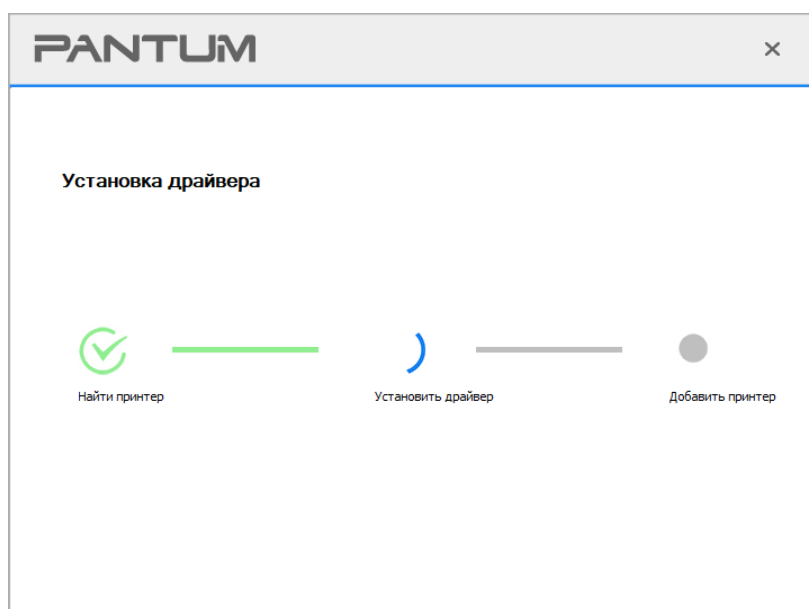 PANTUM
Установка драйвера
Найти принтер
Установить драйвер
Добавить принтер